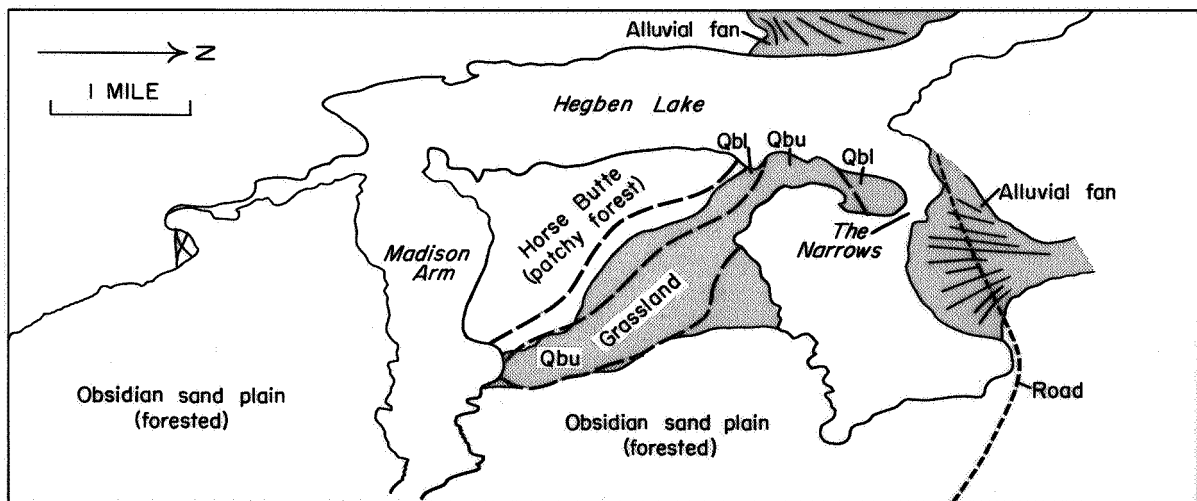 Alluvial fan
N
1 MILE
Hegben Lake
Qbl
Qbu
Qbl
Alluvial fan
Horse Butte
(patchy forest)
The
Narrows
Madison
Arm
Grassland
Qbu
Obsidian sand plain
(forested)
Obsidian sand plain
(forested)
Road